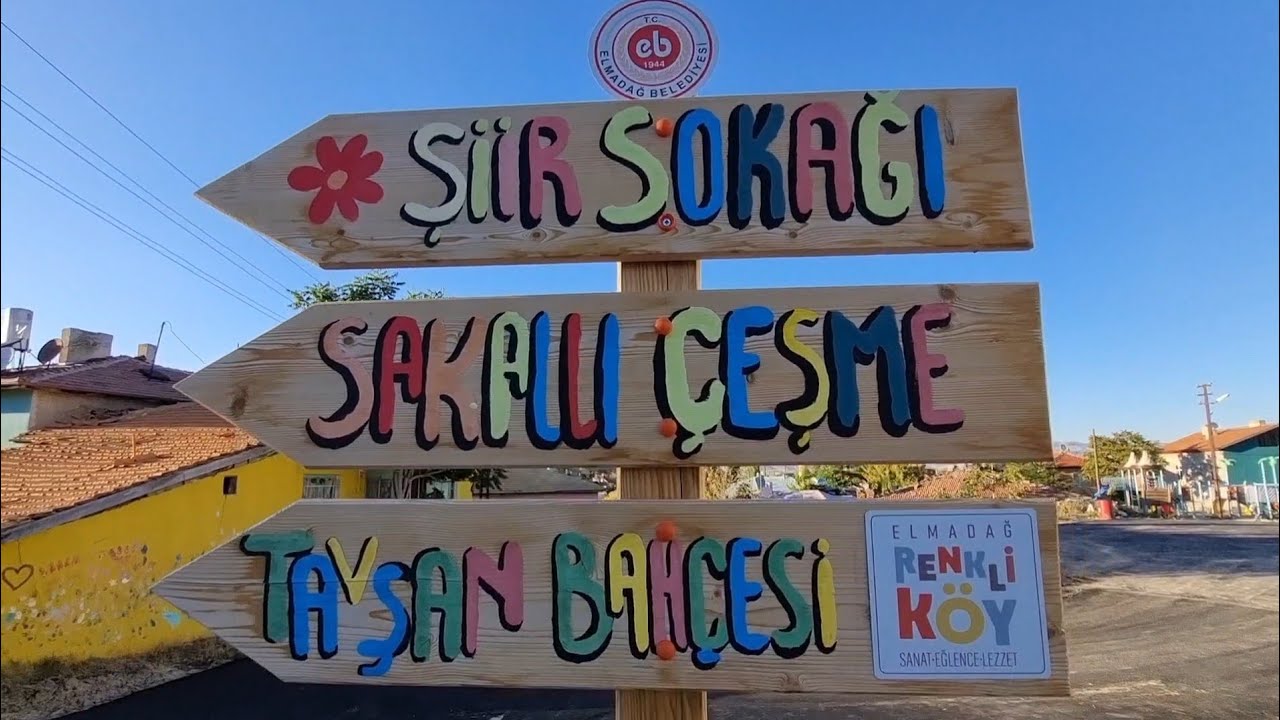 T.C.
eb
1944
ELMADAĞ BELEDİYESİ
ŞİİR SOKAĞI
SAKALLI ÇEŞME
TAVŞAN BAHÇESİ
ELMADAĞ
RENKLİ
KÖY
SANAT-EĞLENCE-LEZZET